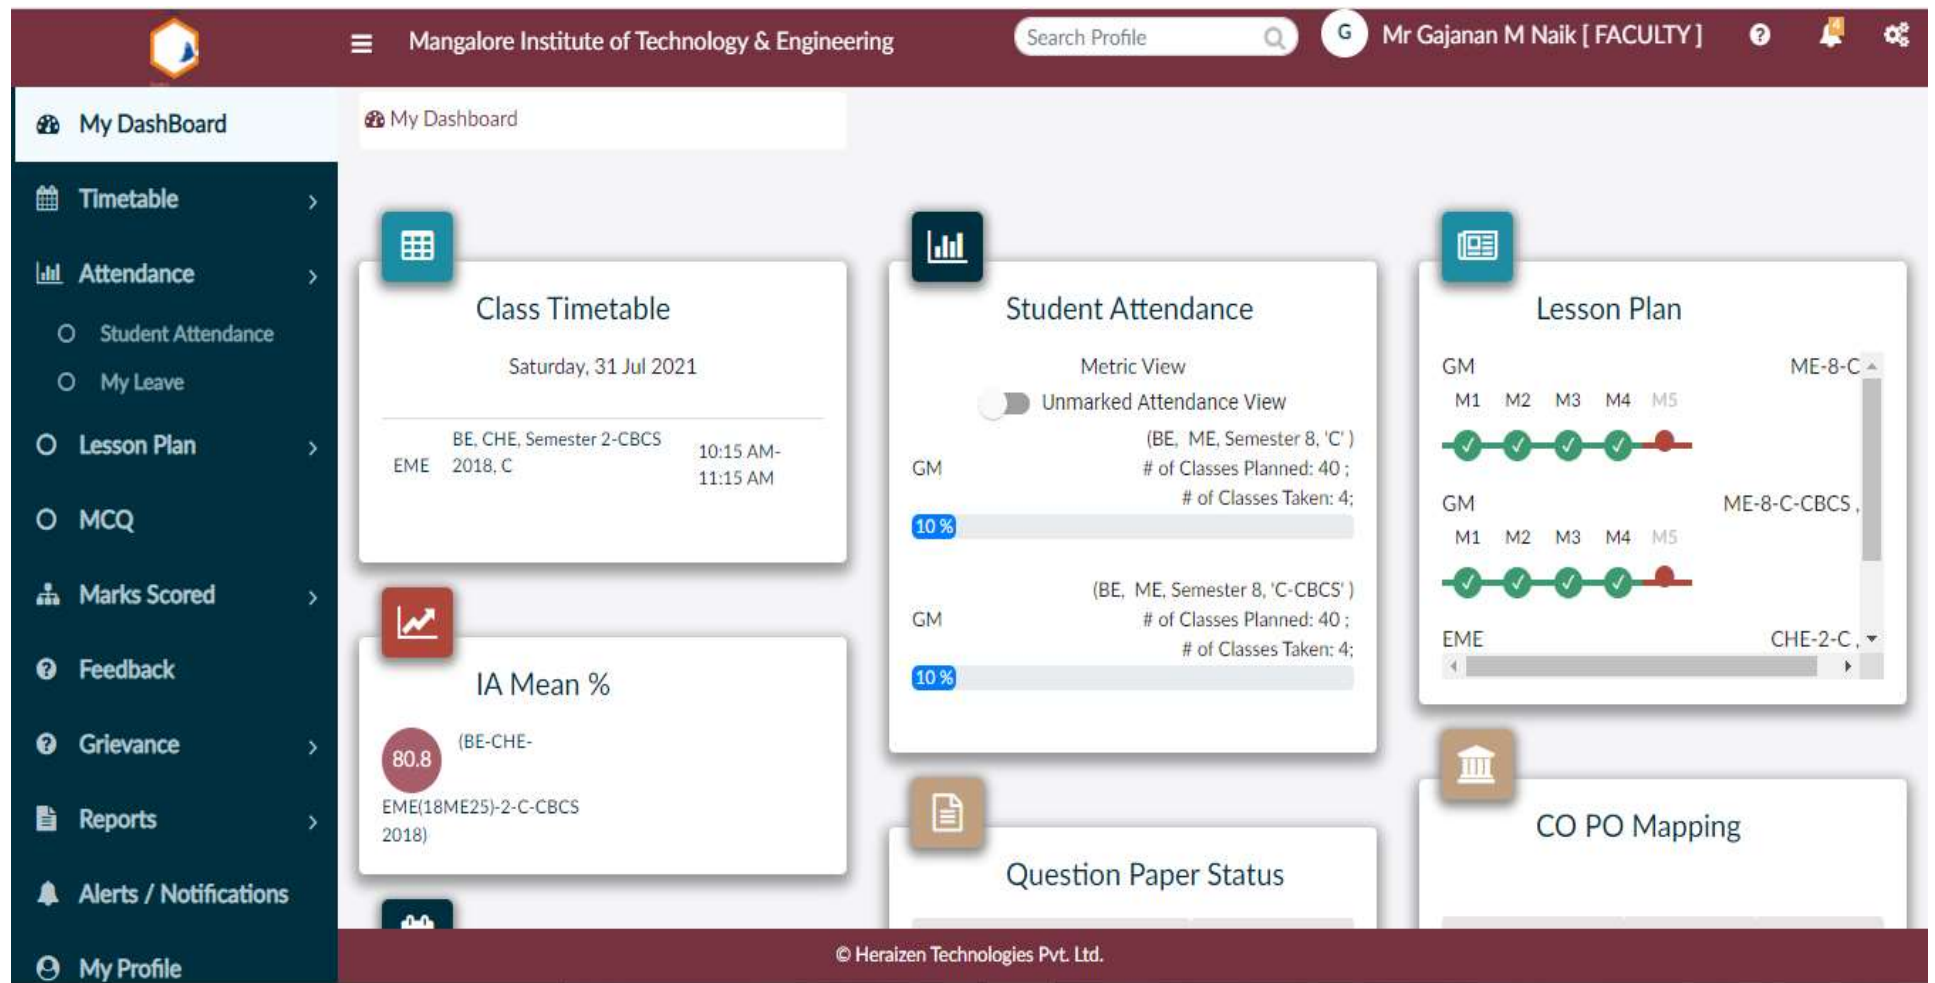 Mangalore Institute of Technology & Engineering
Search Profile
G
Mr Gajanan M Naik [ FACULTY ]
4
My DashBoard
Timetable
Attendance
Student Attendance
My Leave
Lesson Plan
MCQ
Marks Scored
Feedback
Grievance
Reports
Alerts / Notifications
My Profile
My Dashboard
Class Timetable
Saturday, 31 Jul 2021
EME
BE, CHE, Semester 2-CBCS
2018, C
10:15 AM-
11:15 AM
IA Mean %
80.8
(BE-CHE-
EME(18ME25)-2-C-CBCS
2018)
Student Attendance
Metric View
Unmarked Attendance View
(BE, ME, Semester 8, 'C' )
GM
# of Classes Planned: 40 ;
# of Classes Taken: 4;
10 %
(BE, ME, Semester 8, 'C-CBCS' )
GM
# of Classes Planned: 40 ;
# of Classes Taken: 4;
10 %
Question Paper Status
Lesson Plan
GM ME-8-C
M1 M2 M3 M4 M5
GM ME-8-C-CBCS ,
M1 M2 M3 M4 M5
EME CHE-2-C ,
CO PO Mapping
© Heraizen Technologies Pvt. Ltd.